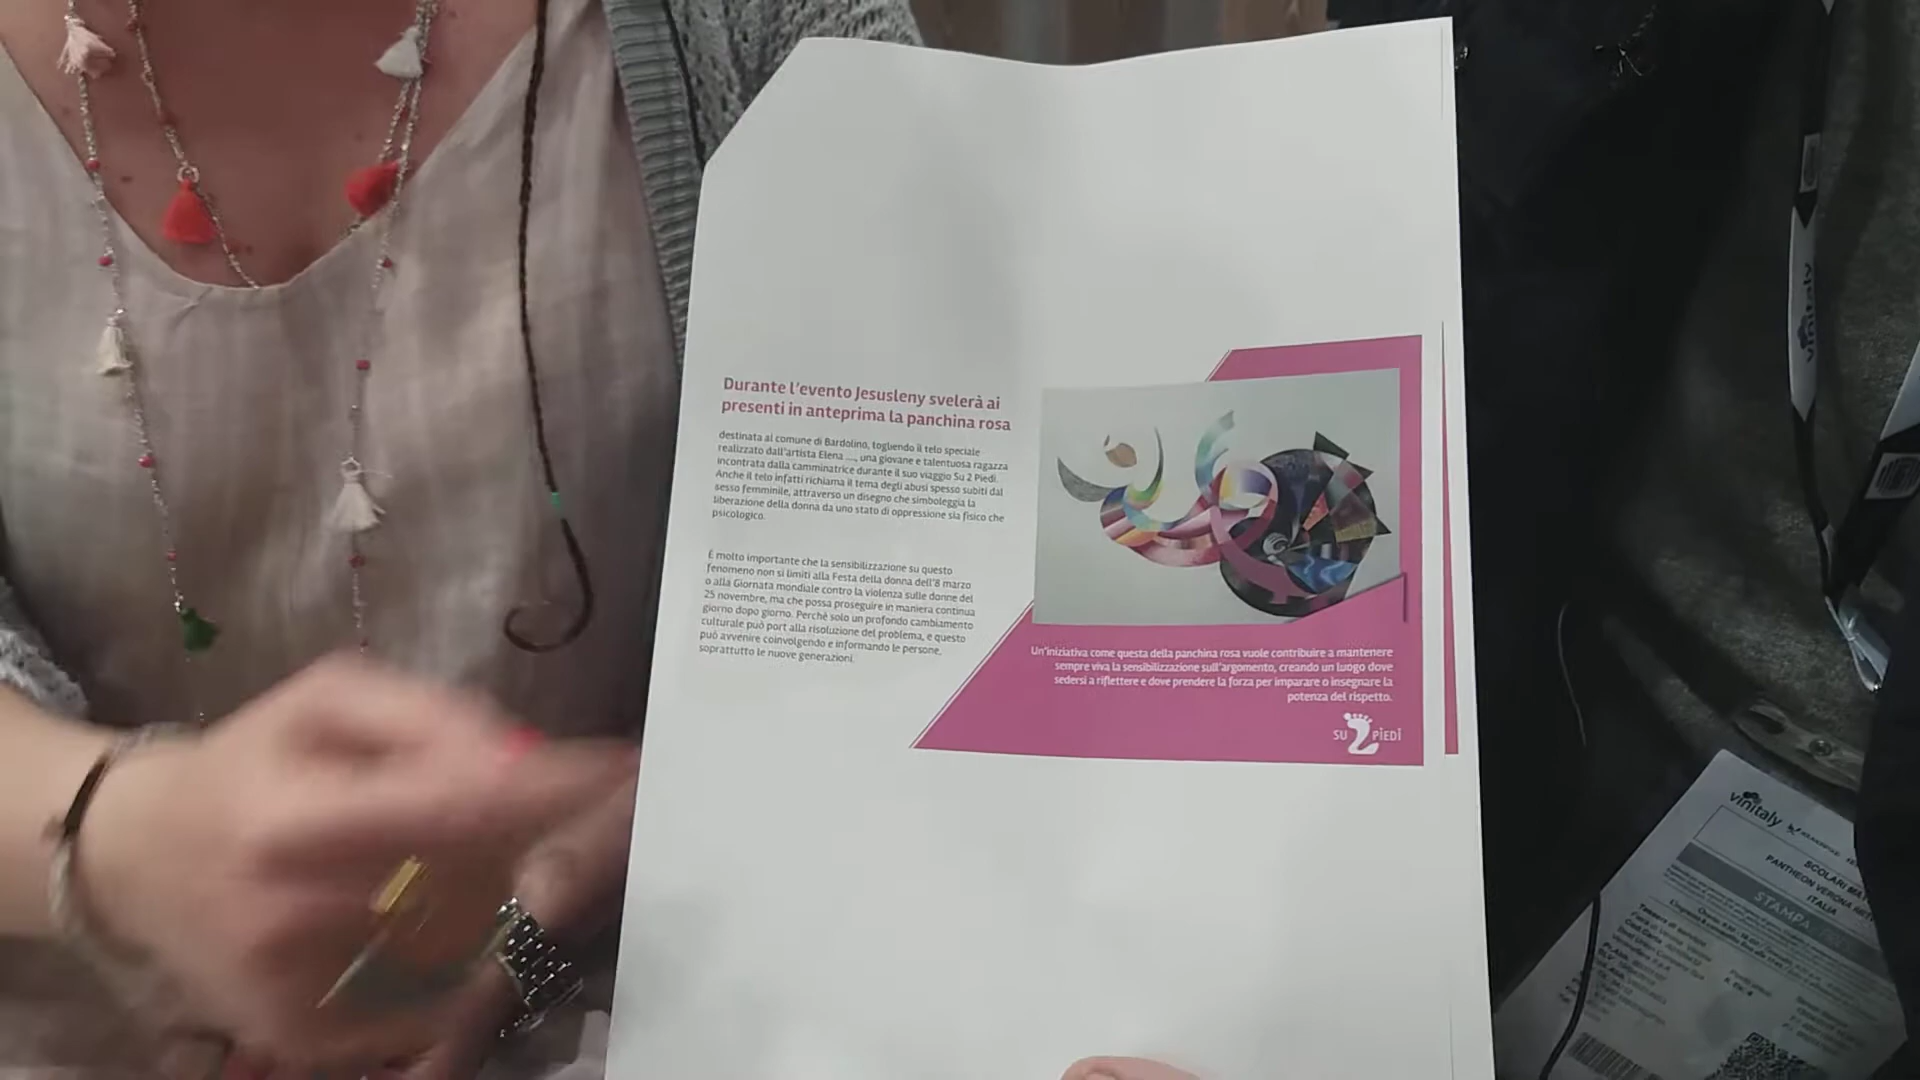 Durante l'evento Jesusleny svelerà ai
presenti in anteprima la panchina rosa
destinata al comune di Bardolino, togliendo il telo speciale
realizzato dall'artista Elena ..., una giovane e talentuosa ragazza
incontrata dalla camminatrice durante il suo viaggio Su 2 Piedi.
Anche il telo infatti richiama il tema degli abusi spesso subiti dal
sesso femminile, attraverso un disegno che simboleggia la
liberazione della donna da uno stato di oppressione sia fisico che
psicologico.
È molto importante che la sensibilizzazione su questo
fenomeno non si limiti alla Festa della donna dell'8 marzo
o alla Giornata mondiale contro la violenza sulle donne del
25 novembre, ma che possa proseguire in maniera continua
giorno dopo giorno. Perché solo un profondo cambiamento
culturale può port alla risoluzione del problema, e questo
può avvenire coinvolgendo e informando le persone,
soprattutto le nuove generazioni.
Un'iniziativa come questa della panchina rosa vuole contribuire a mantenere
sempre viva la sensibilizzazione sull'argomento, creando un luogo dove
sedersi a riflettere e dove prendere la forza per imparare o insegnare la
potenza del rispetto.
SU 2 PIEDI
vinitaly
vinitaly
SCOLARI
PANTHEON VERONA
ITALIA
STAMPA